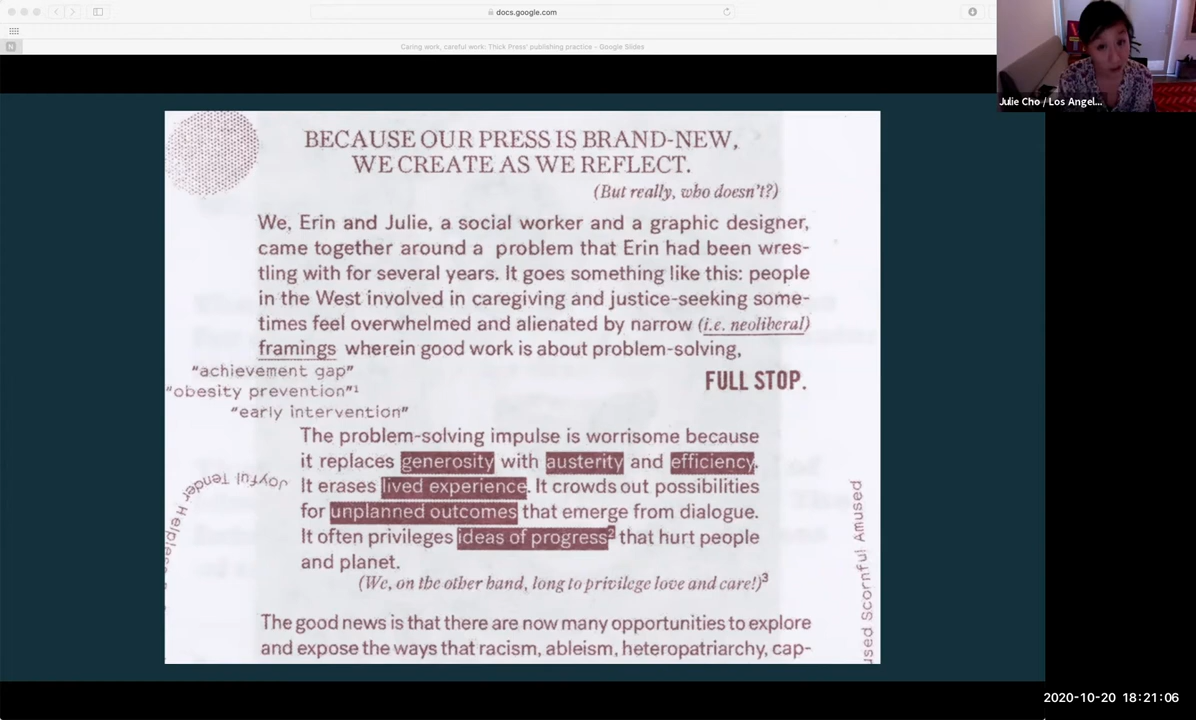 docs.google.com
N
Caring work, careful work: Thick Press' publishing practice – Google Slides
Julie Cho / Los Angel...
BECAUSE OUR PRESS IS BRAND-NEW,
WE CREATE AS WE REFLECT.
(But really, who doesn't?)
We, Erin and Julie, a social worker and a graphic designer,
came together around a problem that Erin had been wres-
tling with for several years. It goes something like this: people
in the West involved in caregiving and justice-seeking some-
times feel overwhelmed and alienated by narrow (i.e. neoliberal)
framings wherein good work is about problem-solving,
"achievement gap"
FULL STOP.
"obesity prevention"¹
"early intervention"
The problem-solving impulse is worrisome because
it replaces generosity with austerity and efficiency.
It erases lived experience. It crowds out possibilities
for unplanned outcomes that emerge from dialogue.
It often privileges ideas of progress² that hurt people
and planet.
(We, on the other hand, long to privilege love and care!)³
The good news is that there are now many opportunities to explore
and expose the ways that racism, ableism, heteropatriarchy, cap-
Helpless
Tender Joyful
used Scornful Amused
2020-10-20 18:21:06